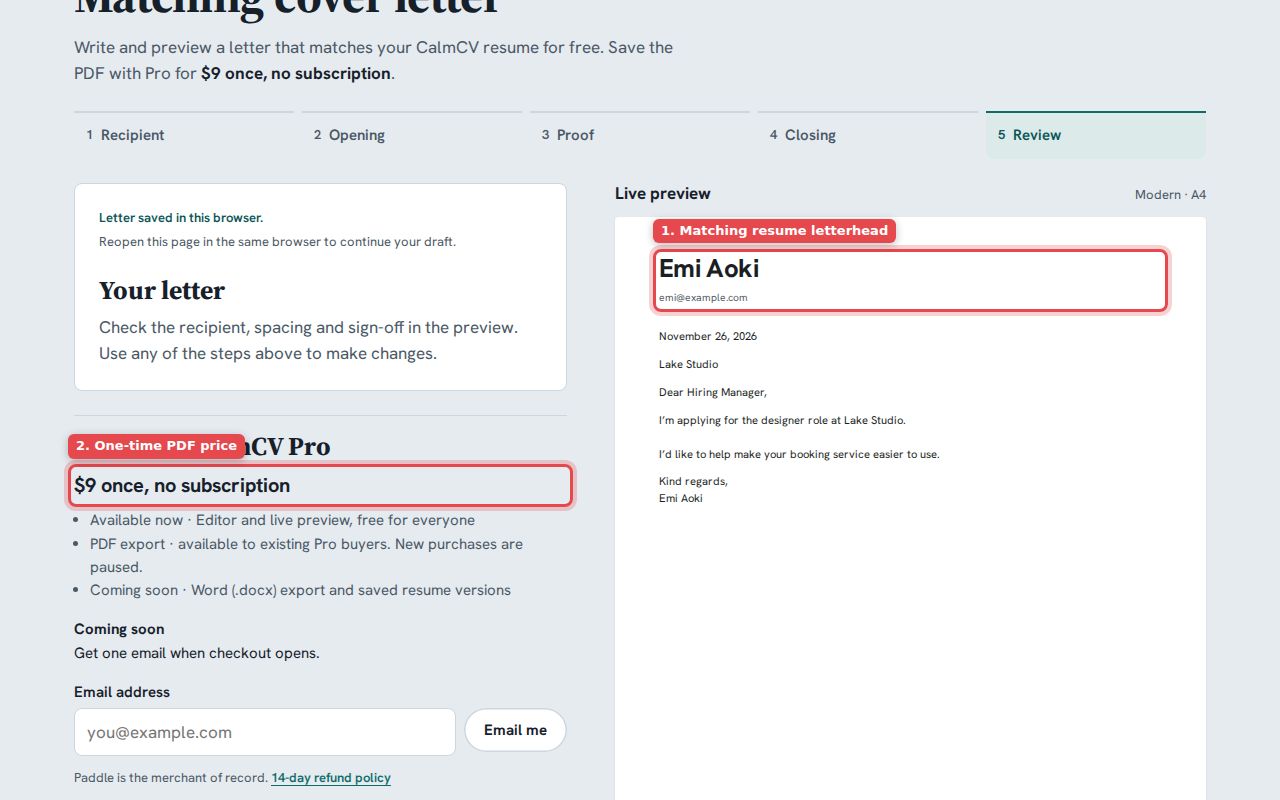 Matching cover letter
Write and preview a letter that matches your CalmCV resume for free. Save the
PDF with Pro for $9 once, no subscription.
1 Recipient
2 Opening
3 Proof
4 Closing
5 Review
Letter saved in this browser.
Reopen this page in the same browser to continue your draft.
Your letter
Check the recipient, spacing and sign-off in the preview.
Use any of the steps above to make changes.
2. One-time PDF price
CV Pro
$9 once, no subscription
• Available now · Editor and live preview, free for everyone
• PDF export · available to existing Pro buyers. New purchases are
paused.
• Coming soon · Word (.docx) export and saved resume versions
Coming soon
Get one email when checkout opens.
Email address
you@example.com
Email me
Paddle is the merchant of record. 14-day refund policy
Live preview
Modern · A4
1. Matching resume letterhead
Emi Aoki
emi@example.com
November 26, 2026
Lake Studio
Dear Hiring Manager,
I’m applying for the designer role at Lake Studio.
I’d like to help make your booking service easier to use.
Kind regards,
Emi Aoki